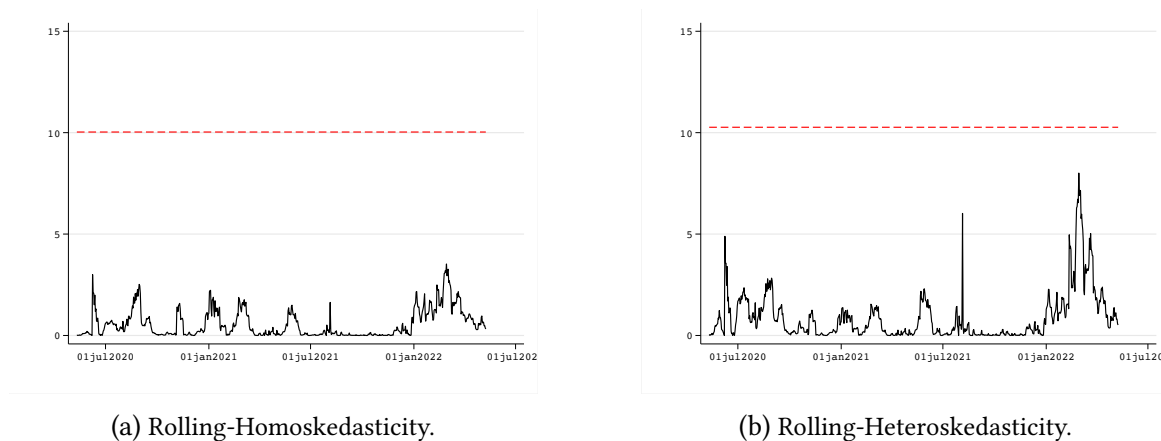 15
10
5
0
01jul2020 01jan2021 01jul2021 01jan2022 01jul202
(a) Rolling-Homoskedasticity.
15
10
5
0
01jul2020 01jan2021 01jul2021 01jan2022 01jul20
(b) Rolling-Heteroskedasticity.